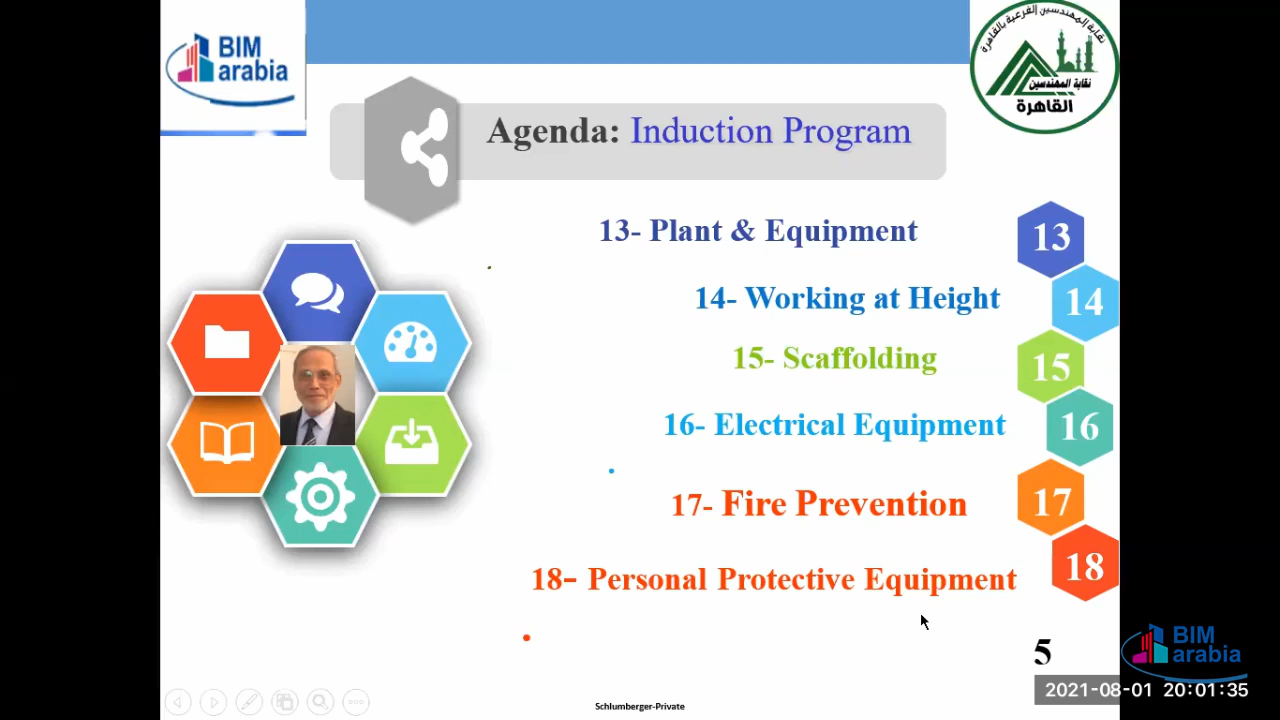 BIM
arabia
نقابة المهندسين الفرعية بالقاهرة
نقابة المهندسين
القاهرة
Agenda: Induction Program
13- Plant & Equipment
13
14- Working at Height
14
15- Scaffolding
15
16- Electrical Equipment
16
17- Fire Prevention
17
18- Personal Protective Equipment
18
5
BIM
arabia
2021-08-01 20:01:35
Schlumberger-Private